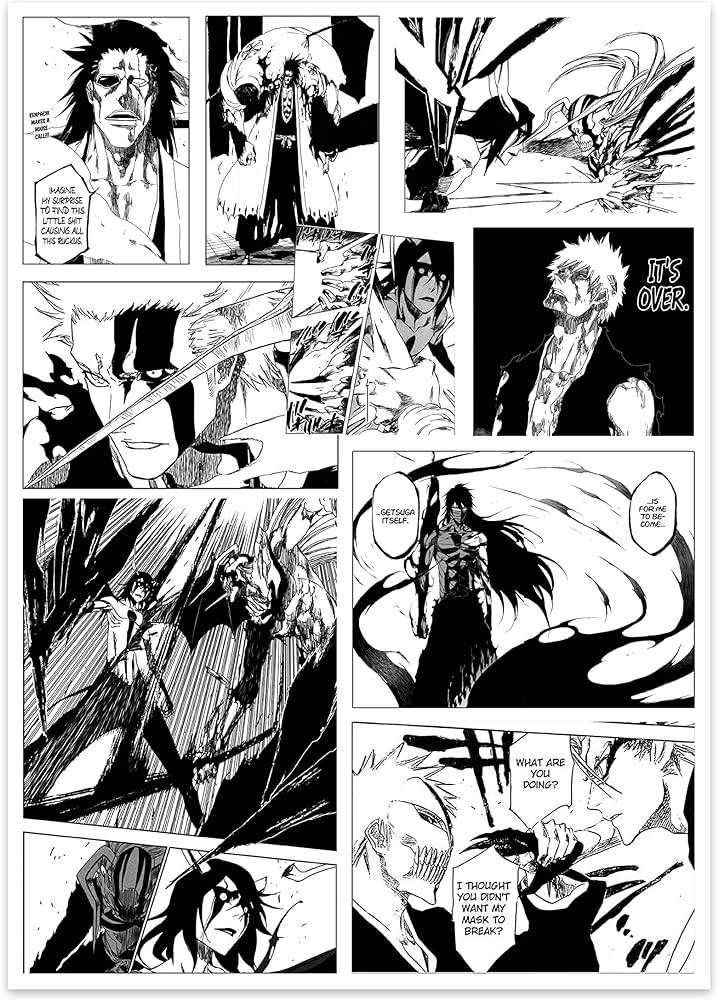 KENPACHI
MAKES A
HOUSE
CALL!!!
IMAGINE
MY SURPRISE
TO FIND THIS
LITTLE SHIT
CAUSING ALL
THIS RUCKUS.
IT'S
OVER.
...IS
FOR ME
TO BE-
COME...
...GETSUGA
ITSELF.
WHAT ARE
YOU
DOING?
I THOUGHT
YOU DIDN'T
WANT MY
MASK TO
BREAK?